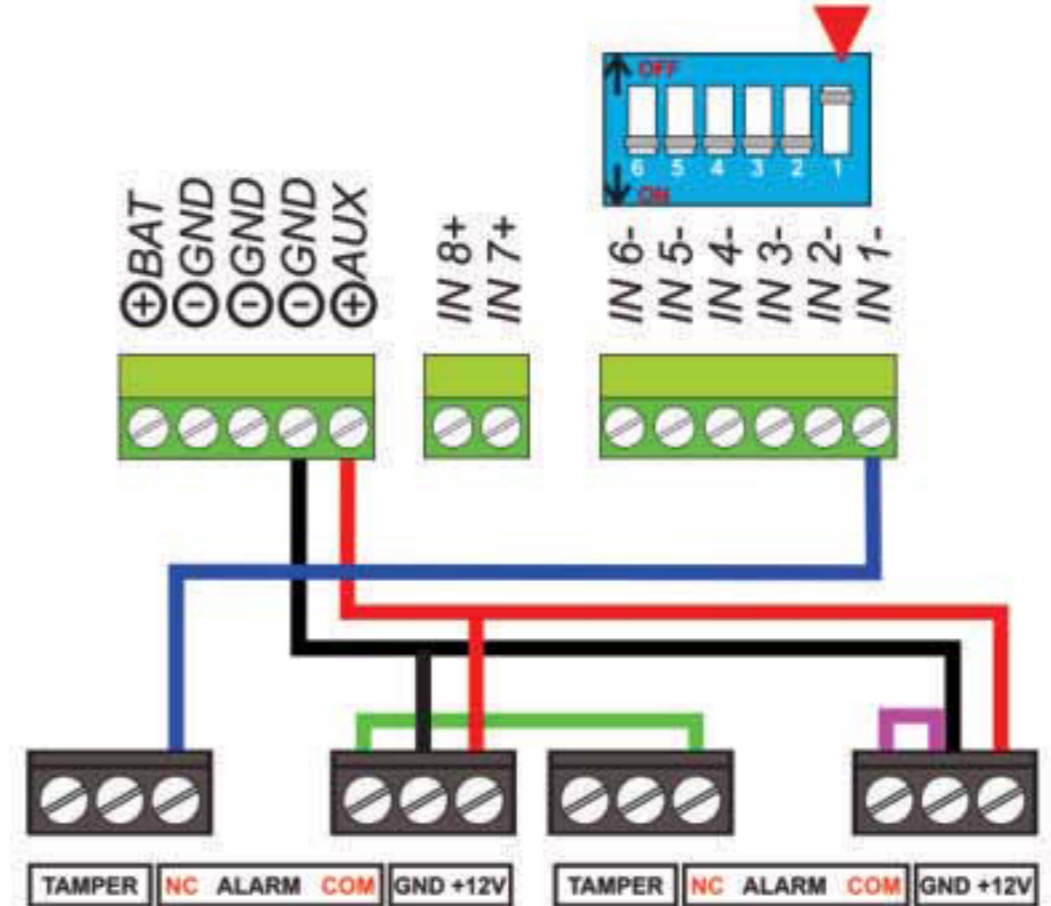 OFF
6 5 4 3 2 1
ON
+BAT
-GND
-GND
-GND
+AUX
IN 8+
IN 7+
IN 6-
IN 5-
IN 4-
IN 3-
IN 2-
IN 1-
TAMPER NC ALARM COM GND +12V
TAMPER NC ALARM COM GND +12V